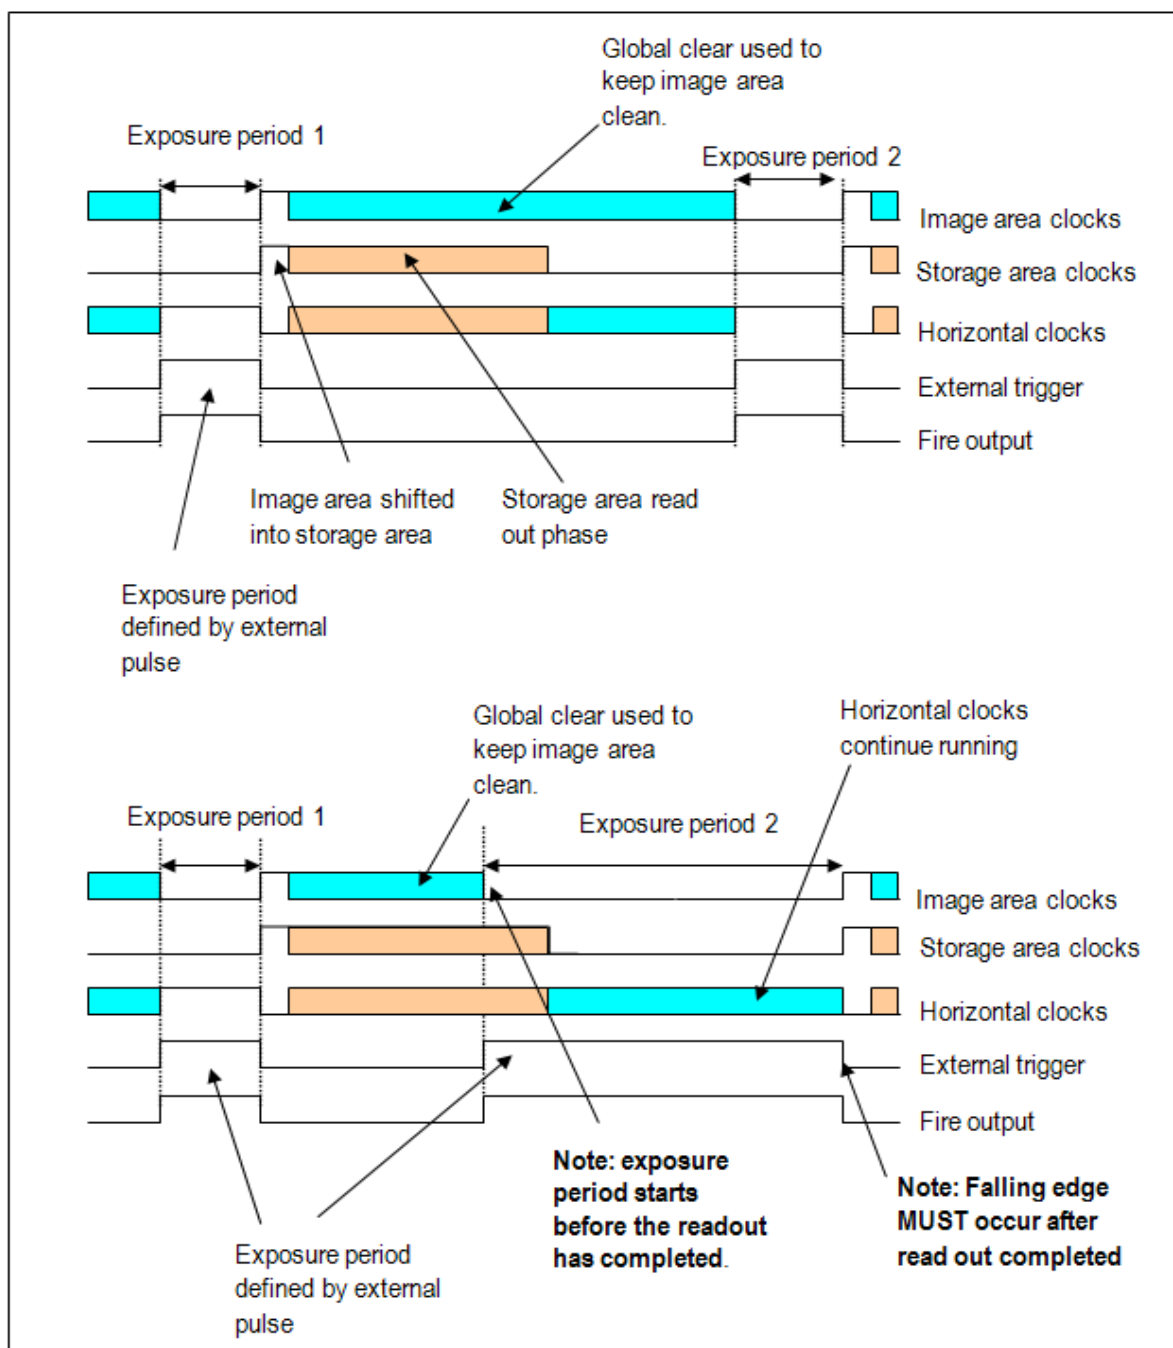 Global clear used to
keep image area
clean.
Exposure period 1
Exposure period 2
Image area clocks
Storage area clocks
Horizontal clocks
External trigger
Fire output
Image area shifted
into storage area
Storage area read
out phase
Exposure period
defined by external
pulse
Global clear used to
keep image area
clean.
Horizontal clocks
continue running
Exposure period 1
Exposure period 2
Image area clocks
Storage area clocks
Horizontal clocks
External trigger
Fire output
Note: exposure
period starts
before the readout
has completed.
Note: Falling edge
MUST occur after
read out completed
Exposure period
defined by external
pulse